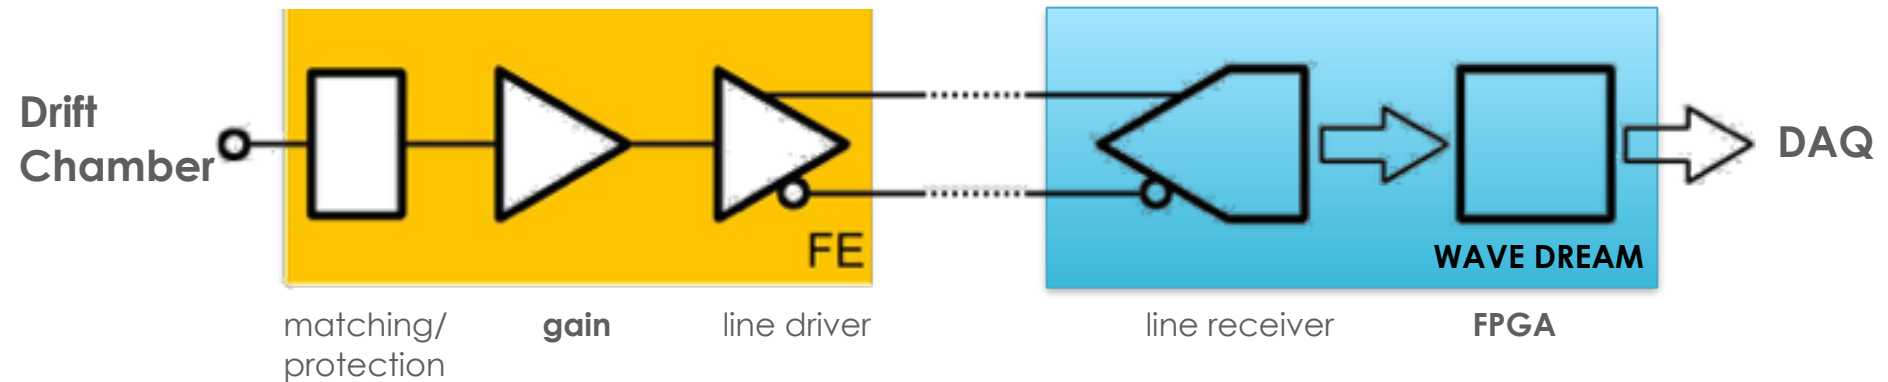 Drift
Chamber
DAQ
FE
WAVE DREAM
matching/
protection
gain
line driver
line receiver
FPGA